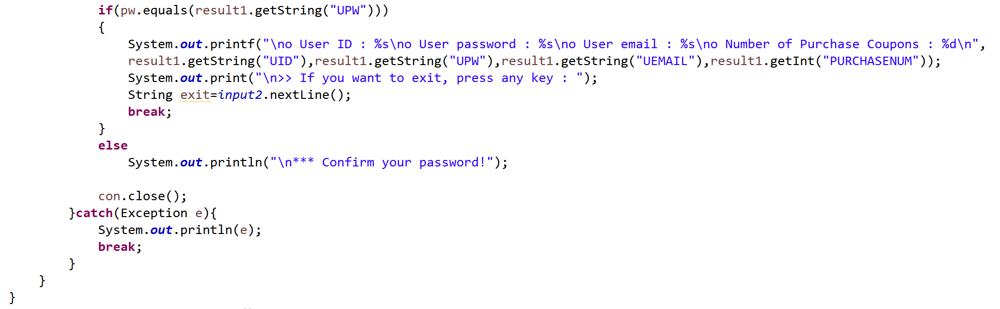 if(pw.equals(result1.getString("UPW")))
{
System.out.printf("\no User ID : %s\no User password : %s\no User email : %s\no Number of Purchase Coupons : %d\n",
result1.getString("UID"),result1.getString("UPW"),result1.getString("UEMAIL"),result1.getInt("PURCHASENUM"));
System.out.print("\n>> If you want to exit, press any key : ");
String exit=input2.nextLine();
break;
}
else
System.out.println("\n*** Confirm your password!");
con.close();
}catch(Exception e){
System.out.println(e);
break;
}
}
}